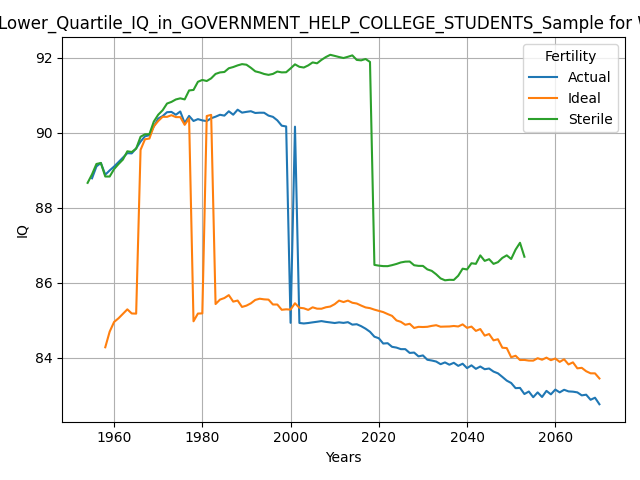 Lower_Quartile_IQ_in_GOVERNMENT_HELP_COLLEGE_STUDENTS_Sample for
Fertility
Actual
Ideal
Sterile
92
90
88
86
84
IQ
1960
1980
2000
2020
2040
2060
Years